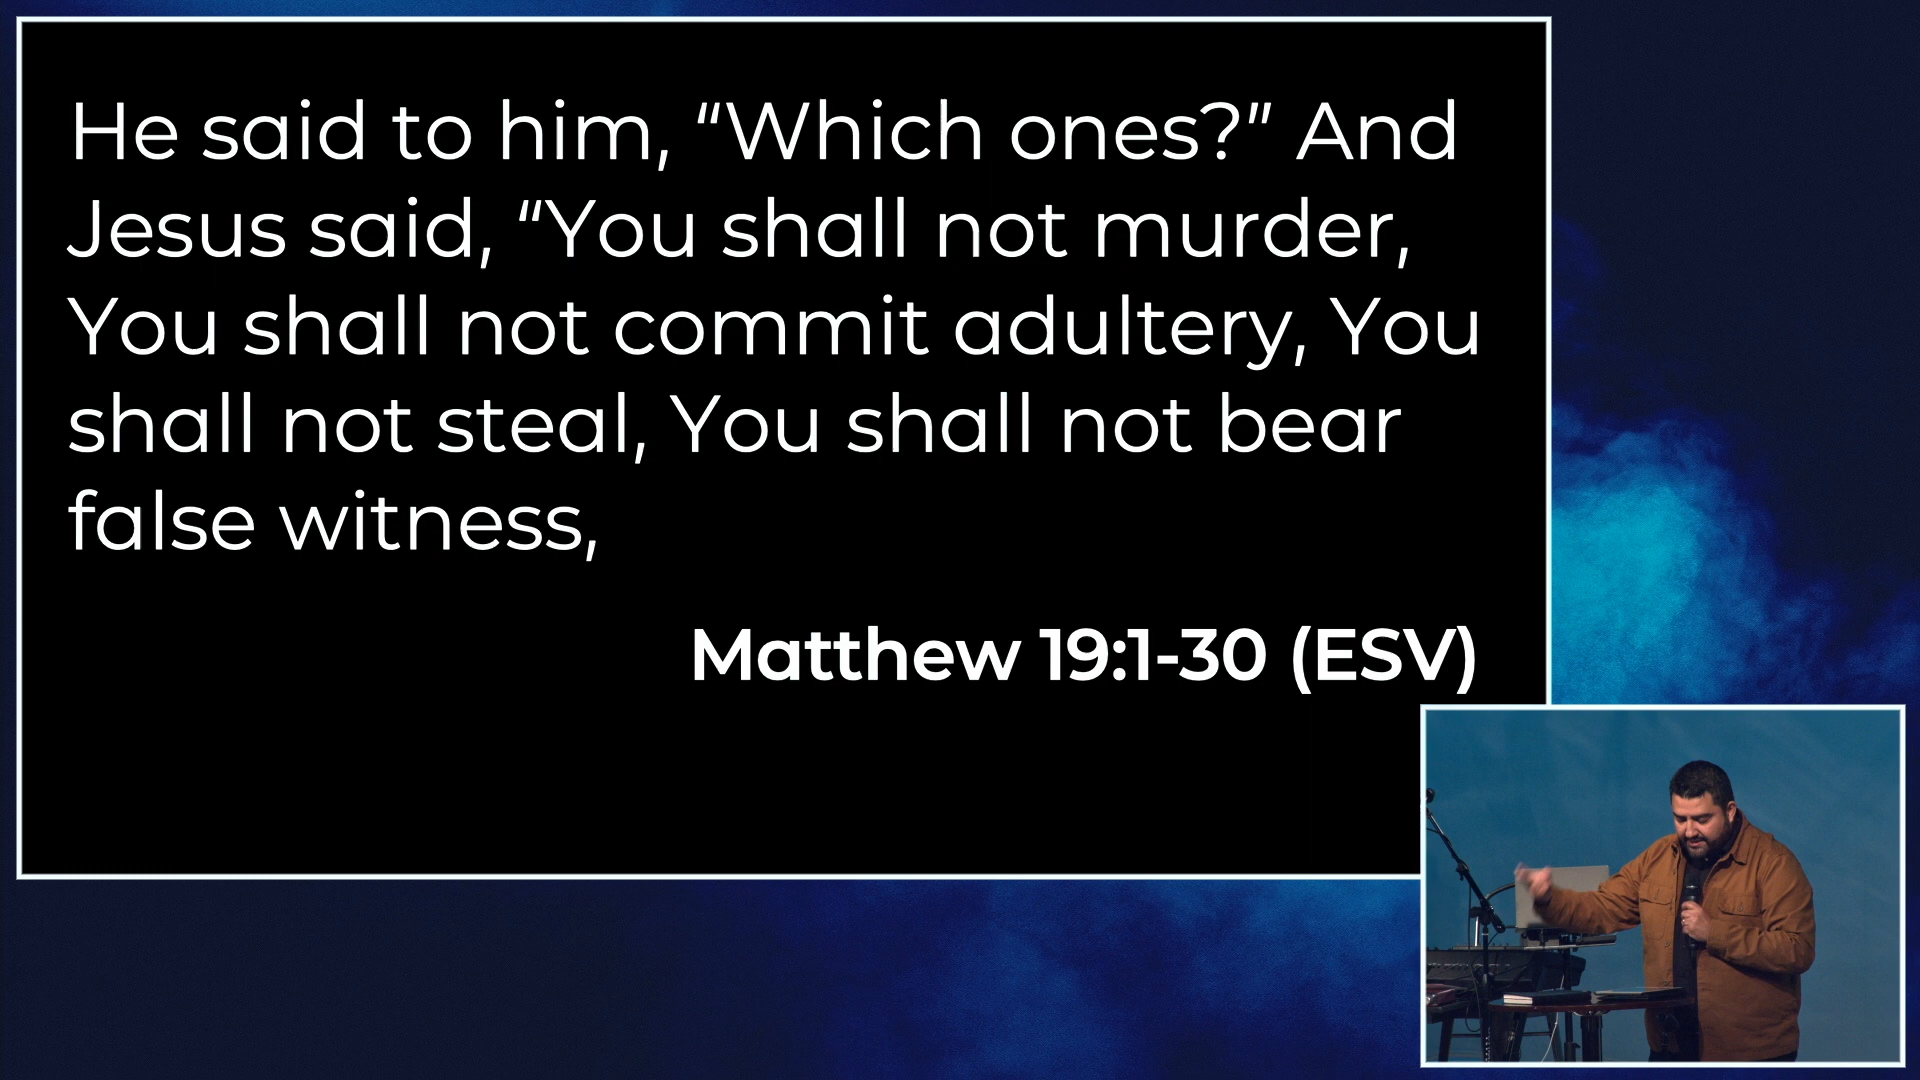 He said to him, “Which ones?” And
Jesus said, “You shall not murder,
You shall not commit adultery, You
shall not steal, You shall not bear
false witness,
Matthew 19:1-30 (ESV)